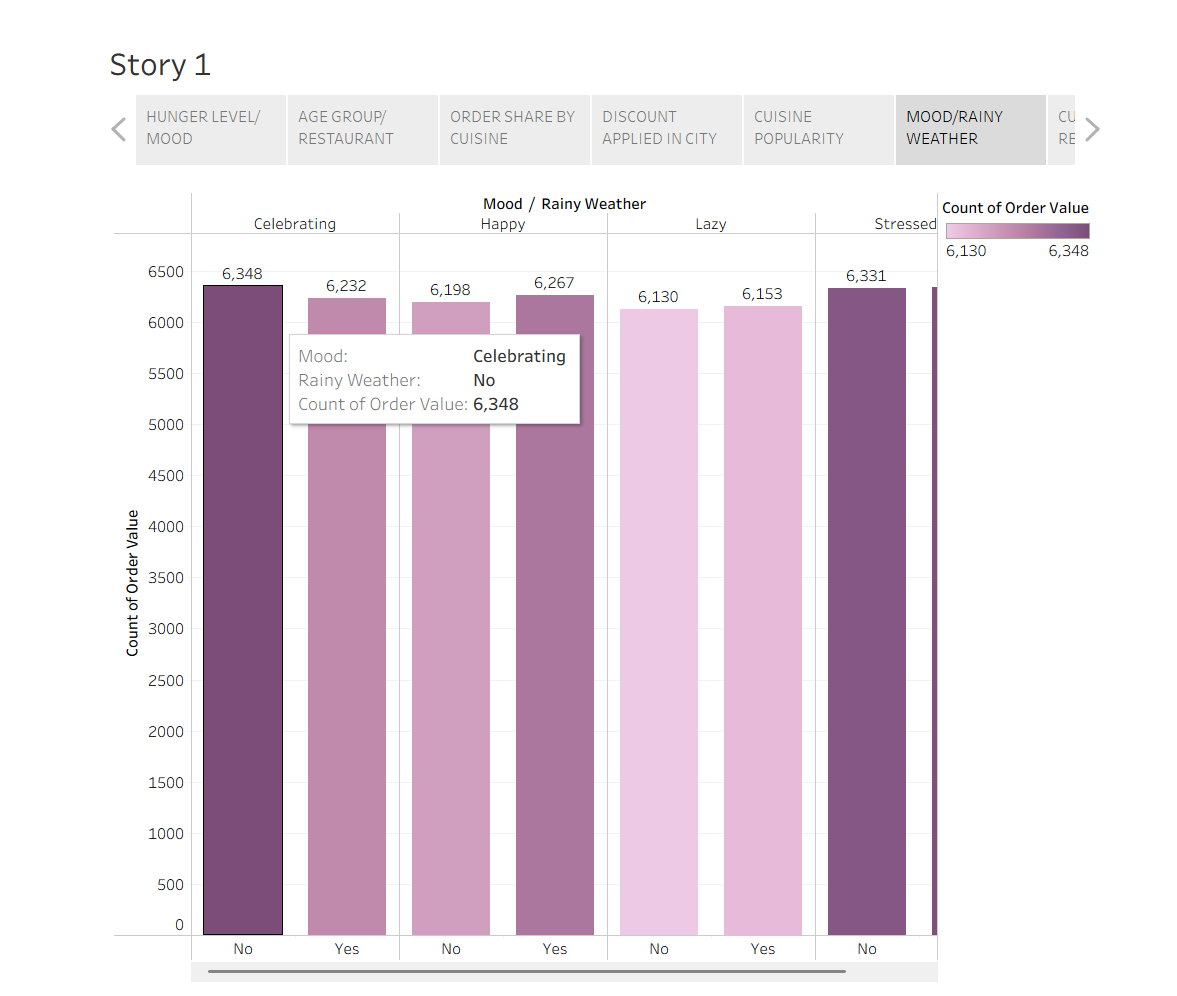 Story 1
HUNGER LEVEL/
MOOD
AGE GROUP/
RESTAURANT
ORDER SHARE BY
CUISINE
DISCOUNT
APPLIED IN CITY
CUISINE
POPULARITY
MOOD/RAINY
WEATHER
CU
RE
Mood / Rainy Weather
Celebrating
Happy
Lazy
Stressed
Count of Order Value
6,130 6,348
6500
6000
5500
5000
4500
4000
3500
3000
2500
2000
1500
1000
500
0
Count of Order Value
6,348
6,232
6,198
6,267
6,130
6,153
6,331
Mood: Celebrating
Rainy Weather: No
Count of Order Value: 6,348
No
Yes
No
Yes
No
Yes
No